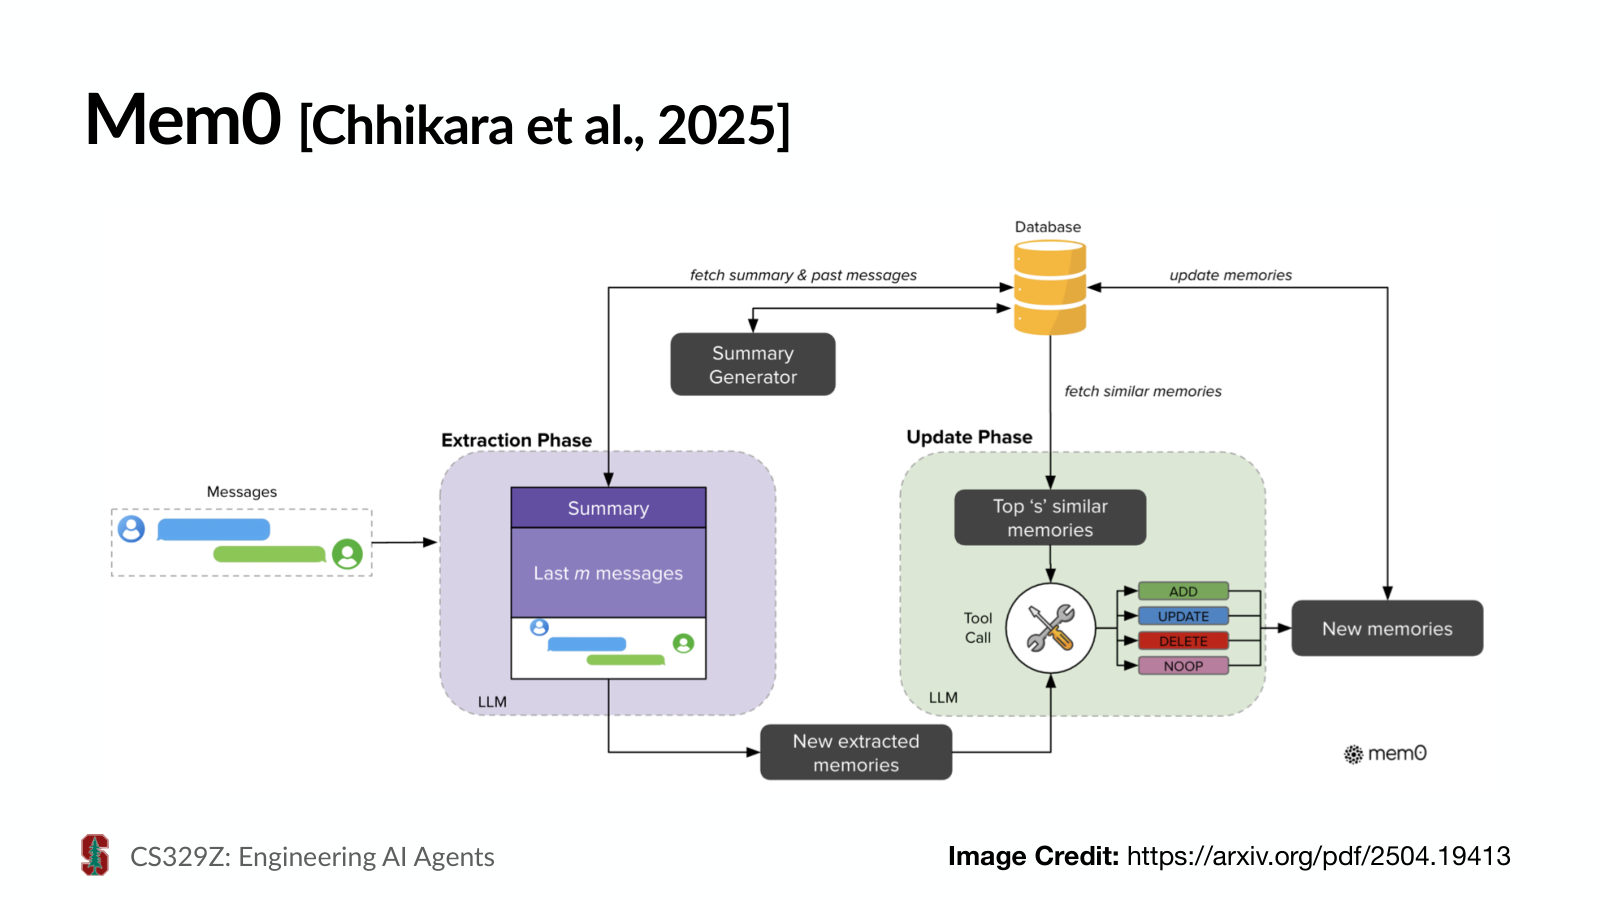 Mem0 [Chhikara et al., 2025]
Database
fetch summary & past messages
update memories
Summary
Generator
fetch similar memories
Extraction Phase
Update Phase
Messages
Summary
Last m messages
LLM
Top ‘s’ similar
memories
Tool
Call
ADD
UPDATE
DELETE
NOOP
LLM
New memories
New extracted
memories
mem0
CS329Z: Engineering AI Agents
Image Credit: https://arxiv.org/pdf/2504.19413